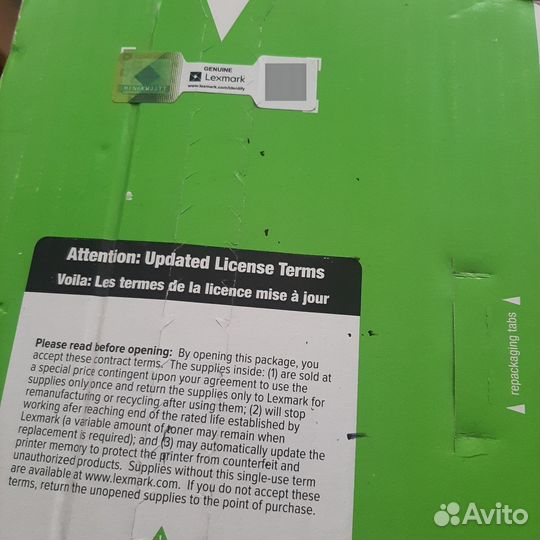 GENUINE
Lexmark
www.lexmark.com/identify
Attention: Updated License Terms
Voila: Les termes de la licence mise à jour
Please read before opening: By opening this package, you
accept these contract terms. The supplies inside: (1) are sold at
a special price contingent upon your agreement to use the
supplies only once and return the supplies only to Lexmark for
remanufacturing or recycling after using them; (2) will stop
working after reaching end of the rated life established by
Lexmark (a variable amount of toner may remain when
replacement is required); and (3) may automatically update the
printer memory to protect the printer from counterfeit and
unauthorized products. Supplies without this single-use term
are available at www.lexmark.com. If you do not accept these
terms, return the unopened supplies to the point of purchase.
repackaging tabs
Avito